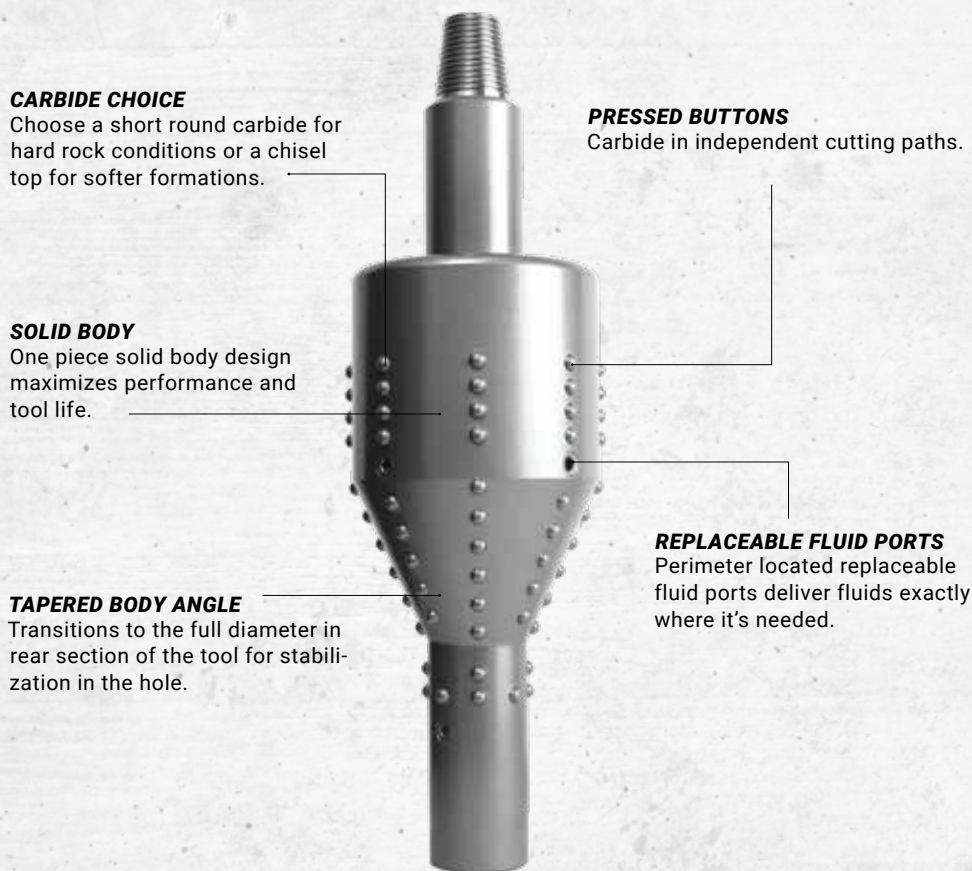 CARBIDE CHOICE
Choose a short round carbide for
hard rock conditions or a chisel
top for softer formations.
PRESSED BUTTONS
Carbide in independent cutting paths.
SOLID BODY
One piece solid body design
maximizes performance and
tool life.
REPLACEABLE FLUID PORTS
Perimeter located replaceable
fluid ports deliver fluids exactly
where it's needed.
TAPERED BODY ANGLE
Transitions to the full diameter in
rear section of the tool for stabili-
zation in the hole.